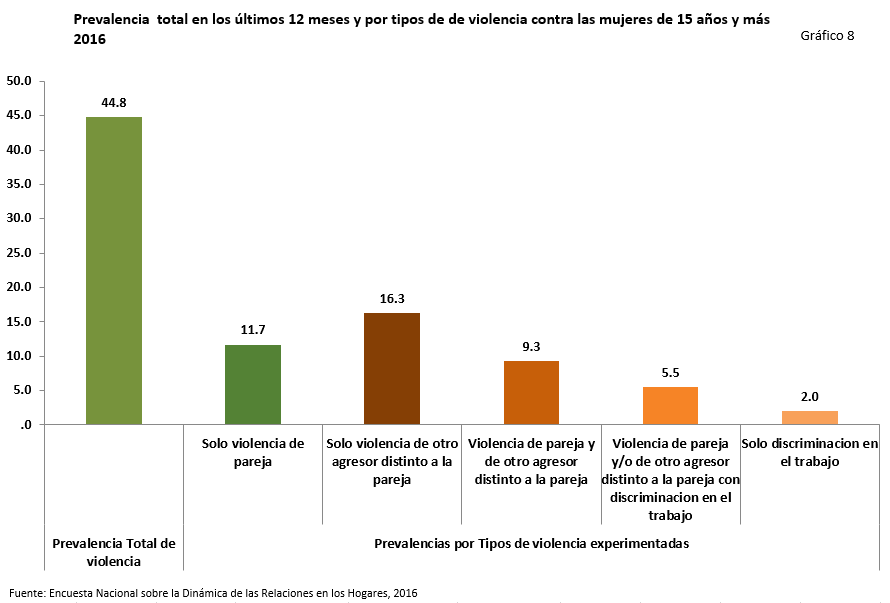 Prevalencia total en los últimos 12 meses y por tipos de de violencia contra las mujeres de 15 años y más
2016
Gráfico 8
50.0
45.0
40.0
35.0
30.0
25.0
20.0
15.0
10.0
5.0
.0
44.8
11.7
16.3
9.3
5.5
2.0
Solo violencia de
pareja
Solo violencia de otro
agresor distinto a la
pareja
Violencia de pareja y
de otro agresor
distinto a la pareja
Violencia de pareja
y/o de otro agresor
distinto a la pareja con
discriminacion en el
trabajo
Solo discriminacion en
el trabajo
Prevalencia Total de
violencia
Prevalencias por Tipos de violencia experimentadas
Fuente: Encuesta Nacional sobre la Dinámica de las Relaciones en los Hogares, 2016